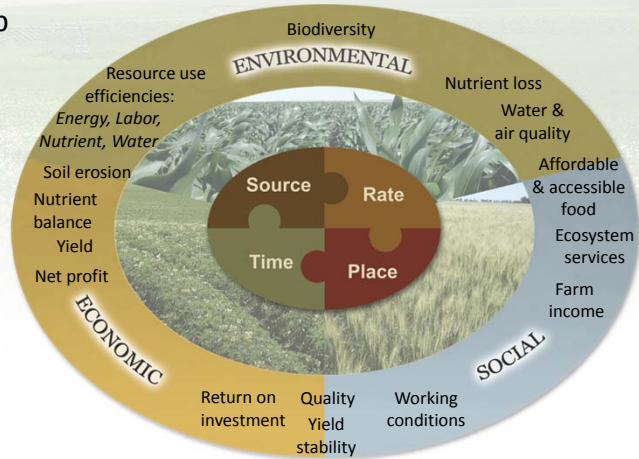 Biodiversity
ENVIRONMENTAL
Resource use
efficiencies:
Energy, Labor,
Nutrient, Water
Nutrient loss
Water &
air quality
Soil erosion
Nutrient
balance
Yield
Net profit
ECONOMIC
Source
Rate
Time
Place
Affordable
& accessible
food
Ecosystem
services
Farm
income
SOCIAL
Return on
investment
Quality
Yield
stability
Working
conditions